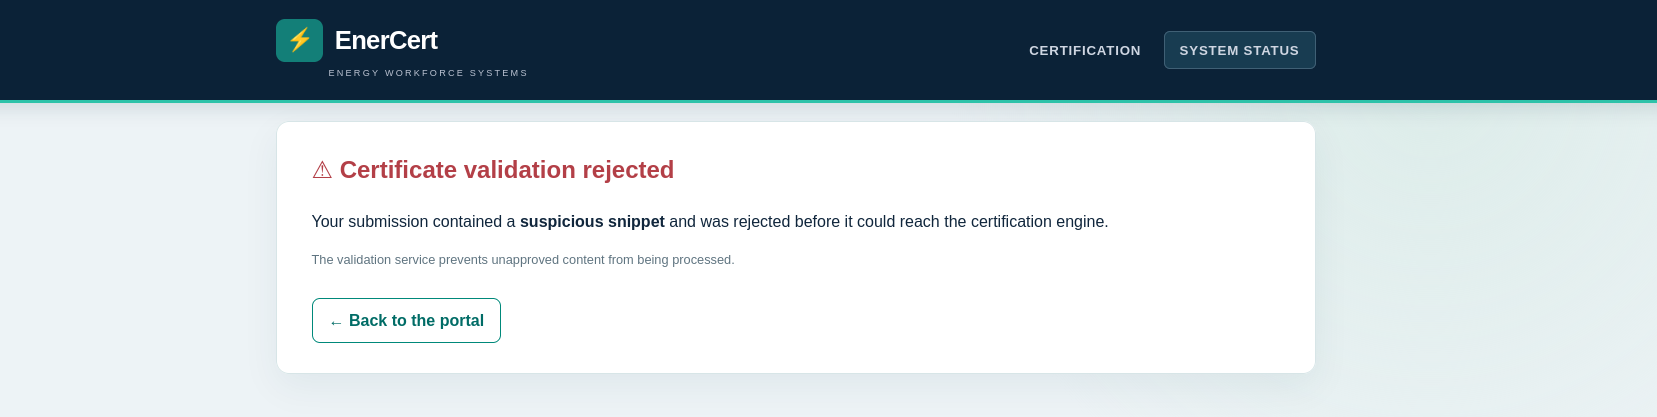 EnerCert
ENERGY WORKFORCE SYSTEMS
CERTIFICATION
SYSTEM STATUS
⚠ Certificate validation rejected
Your submission contained a suspicious snippet and was rejected before it could reach the certification engine.
The validation service prevents unapproved content from being processed.
← Back to the portal